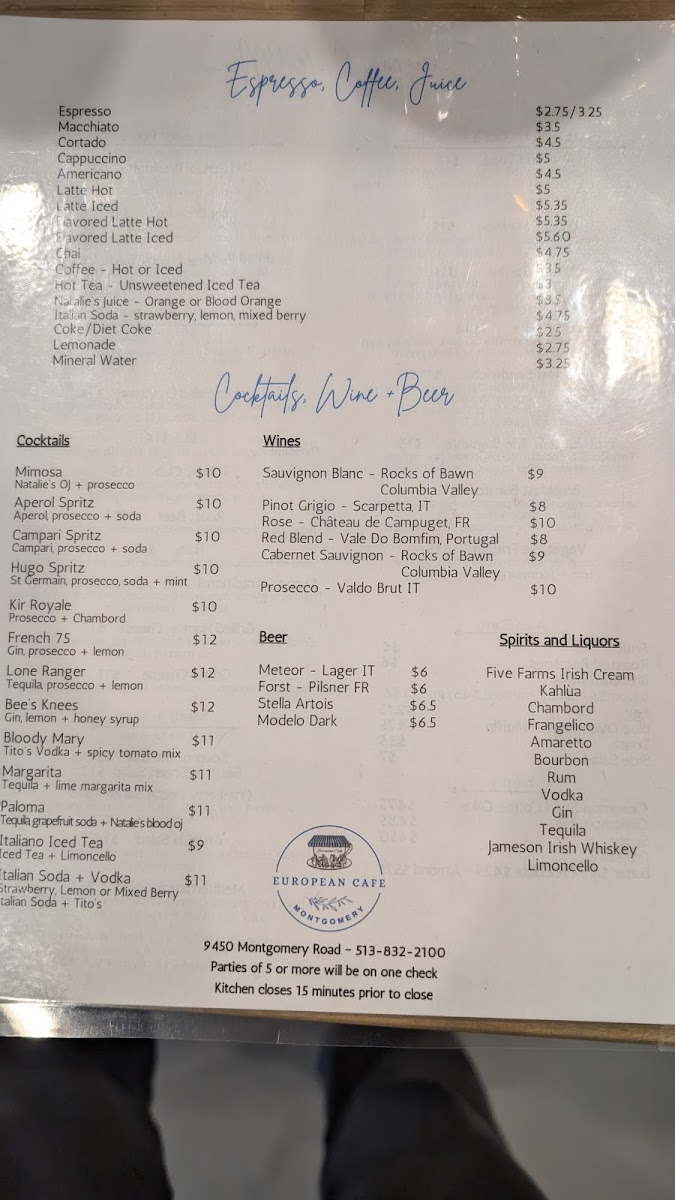 Espresso, Coffee, Juice
Espresso $2.75/3.25
Macchiato $3.5
Cortado $4.5
Cappuccino $5
Americano $4.5
Latte Hot $5
Latte Iced $5.35
Flavored Latte Hot $5.35
Flavored Latte Iced $5.60
Chai $4.75
Coffee - Hot or Iced $3.5
Hot Tea - Unsweetened Iced Tea $3
Natalie's Juice - Orange or Blood Orange $3.5
Italian Soda - strawberry, lemon, mixed berry $4.75
Coke/Diet Coke $2.5
Lemonade $2.75
Mineral Water $3.25
Cocktails, Wine + Beer
Cocktails
Mimosa $10
Natalie's OJ + prosecco
Aperol Spritz $10
Aperol, prosecco + soda
Campari Spritz $10
Campari, prosecco + soda
Hugo Spritz $10
St Germain, prosecco, soda + mint
Kir Royale $10
Prosecco + Chambord
French 75 $12
Gin, prosecco + lemon
Lone Ranger $12
Tequila, prosecco + lemon
Bee's Knees $12
Gin, lemon + honey syrup
Bloody Mary $11
Tito's Vodka + spicy tomato mix
Margarita $11
Tequila + lime margarita mix
Paloma $11
Tequila grapefruit soda + Natalie's blood oj
Italiano Iced Tea $9
Iced Tea + Limoncello
Italian Soda + Vodka $11
Strawberry, Lemon or Mixed Berry
Italian Soda + Tito's
Wines
Sauvignon Blanc - Rocks of Bawn $9
Columbia Valley
Pinot Grigio - Scarpetta, IT $8
Rose - Château de Campuget, FR $10
Red Blend - Vale Do Bomfim, Portugal $8
Cabernet Sauvignon - Rocks of Bawn $9
Columbia Valley
Prosecco - Valdo Brut IT $10
Beer
Meteor - Lager IT $6
Forst - Pilsner FR $6
Stella Artois $6.5
Modelo Dark $6.5
Spirits and Liquors
Five Farms Irish Cream
Kahlùa
Chambord
Frangelico
Amaretto
Bourbon
Rum
Vodka
Gin
Tequila
Jameson Irish Whiskey
Limoncello
EUROPEAN CAFE
MONTGOMERY
9450 Montgomery Road ~ 513-832-2100
Parties of 5 or more will be on one check
Kitchen closes 15 minutes prior to close